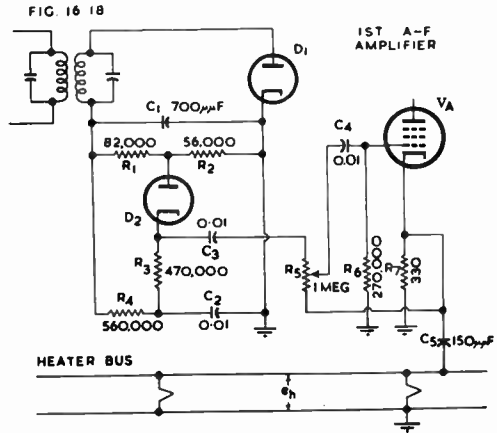 FIG. 16 18
1ST A-F
AMPLIFIER
D1
C1 700μμF
VA
C4
0.01
82,000
56,000
R1
R2
D2
0.01
C3
R3
470,000
R5
1 MEG
R6
270,000
R7
330
R4
560,000
C2
0.01
C5
150μμF
HEATER BUS
eh